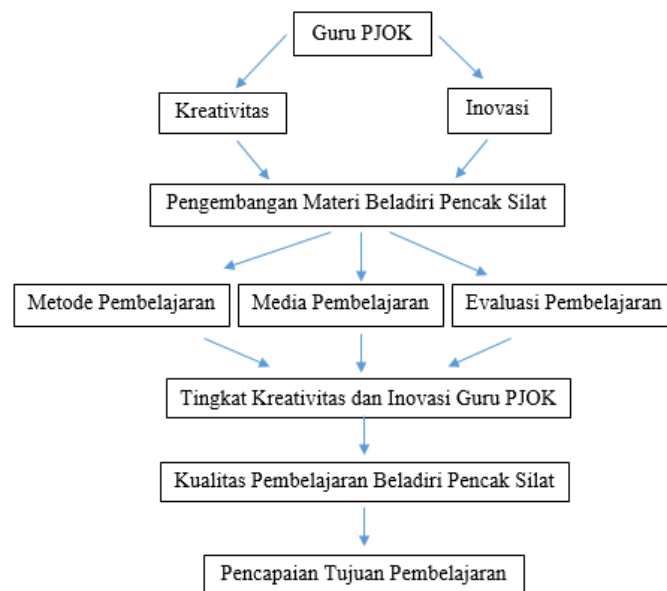 Guru PJOK
Kreativitas
Inovasi
Pengembangan Materi Beladiri Pencak Silat
Metode Pembelajaran
Media Pembelajaran
Evaluasi Pembelajaran
Tingkat Kreativitas dan Inovasi Guru PJOK
Kualitas Pembelajaran Beladiri Pencak Silat
Pencapaian Tujuan Pembelajaran